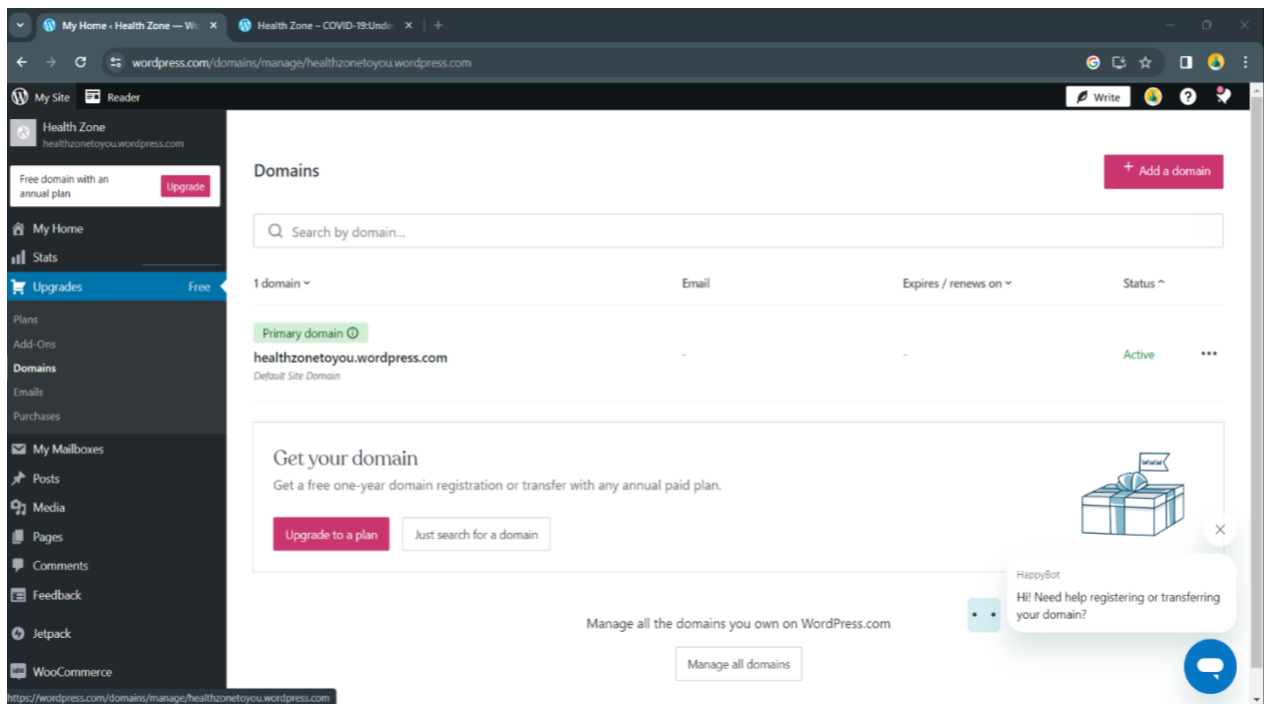 My Home ‹ Health Zone — Wo
Health Zone – COVID-19:Unde
wordpress.com/domains/manage/healthzonetoyou.wordpress.com
My Site
Reader
Write
Health Zone
healthzonetoyou.wordpress.com
Free domain with an
annual plan
Upgrade
My Home
Stats
Upgrades
Free
Plans
Add-Ons
Domains
Emails
Purchases
My Mailboxes
Posts
Media
Pages
Comments
Feedback
Jetpack
WooCommerce
https://wordpress.com/domains/manage/healthzonetoyou.wordpress.com
Domains
+ Add a domain
Search by domain...
1 domain
Email
Expires / renews on
Status
Primary domain
healthzonetoyou.wordpress.com
Default Site Domain
-
-
Active
Get your domain
Get a free one-year domain registration or transfer with any annual paid plan.
Upgrade to a plan
Just search for a domain
www
HappyBot
Hi! Need help registering or transferring
your domain?
Manage all the domains you own on WordPress.com
Manage all domains